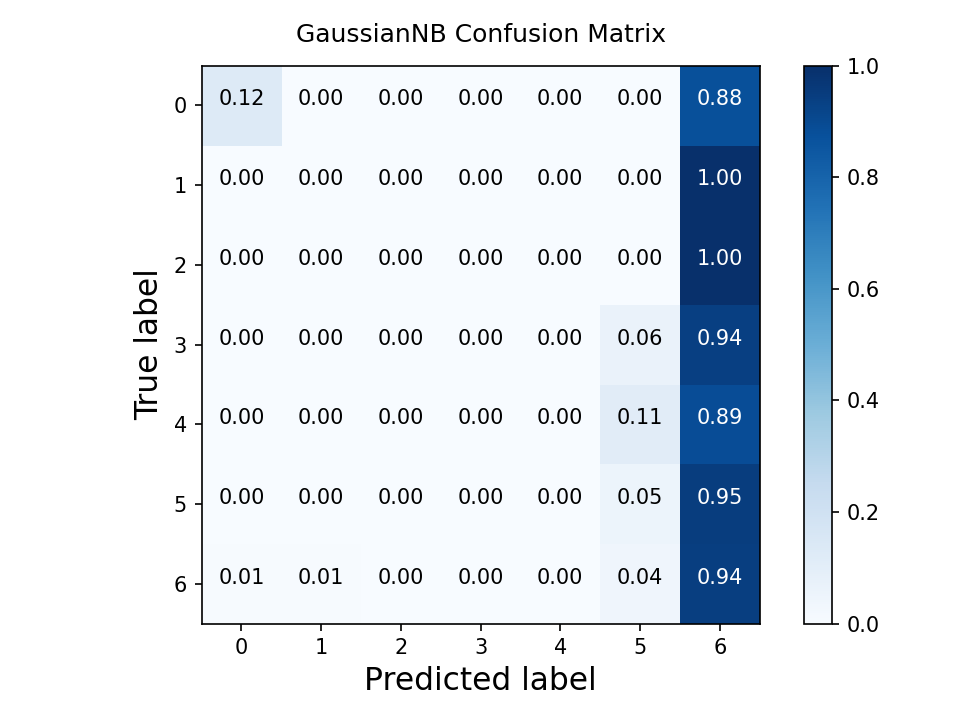 GaussianNB Confusion Matrix
True label
0 0.12 0.00 0.00 0.00 0.00 0.00 0.88
1 0.00 0.00 0.00 0.00 0.00 0.00 1.00
2 0.00 0.00 0.00 0.00 0.00 0.00 1.00
3 0.00 0.00 0.00 0.00 0.00 0.06 0.94
4 0.00 0.00 0.00 0.00 0.00 0.11 0.89
5 0.00 0.00 0.00 0.00 0.00 0.05 0.95
6 0.01 0.01 0.00 0.00 0.00 0.04 0.94
0 1 2 3 4 5 6
Predicted label
1.0
0.8
0.6
0.4
0.2
0.0